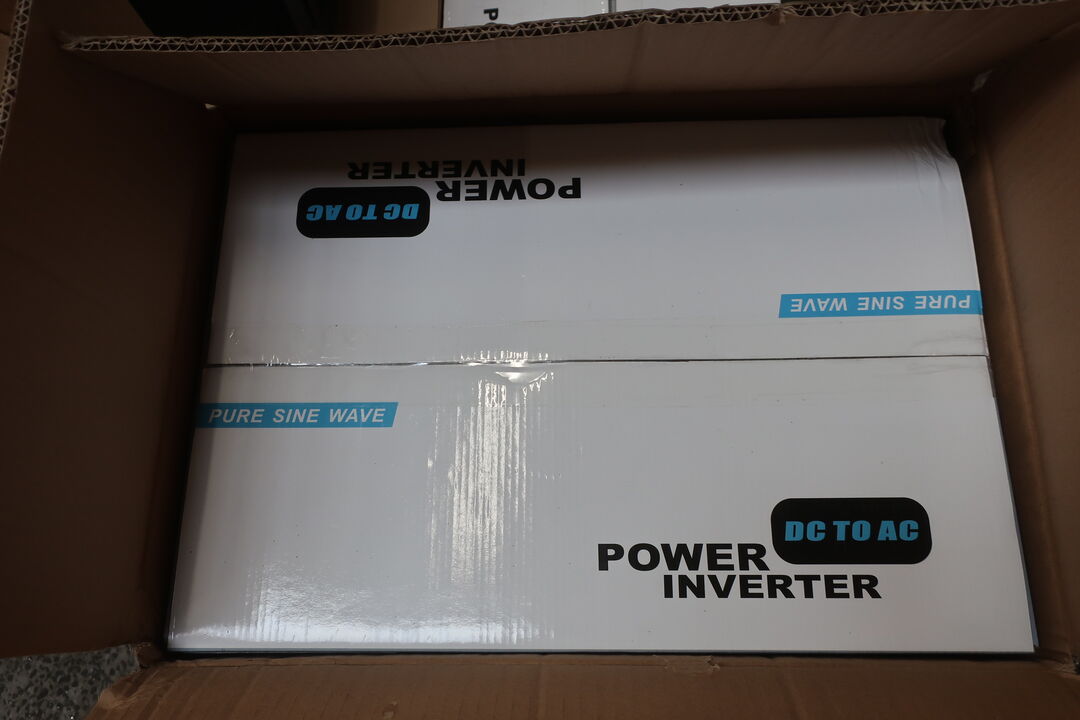 P
POWER
INVERTER
DC TO AC
PURE SINE WAVE
PURE SINE WAVE
DC TO AC
POWER
INVERTER